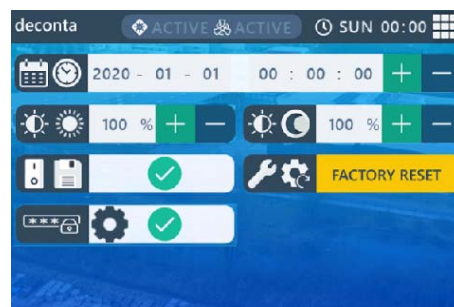 deconta ACTIVE ACTIVE SUN 00:00
2020 - 01 - 01 00 : 00 : 00 + −
100 % + − 100 % + −
FACTORY RESET
***